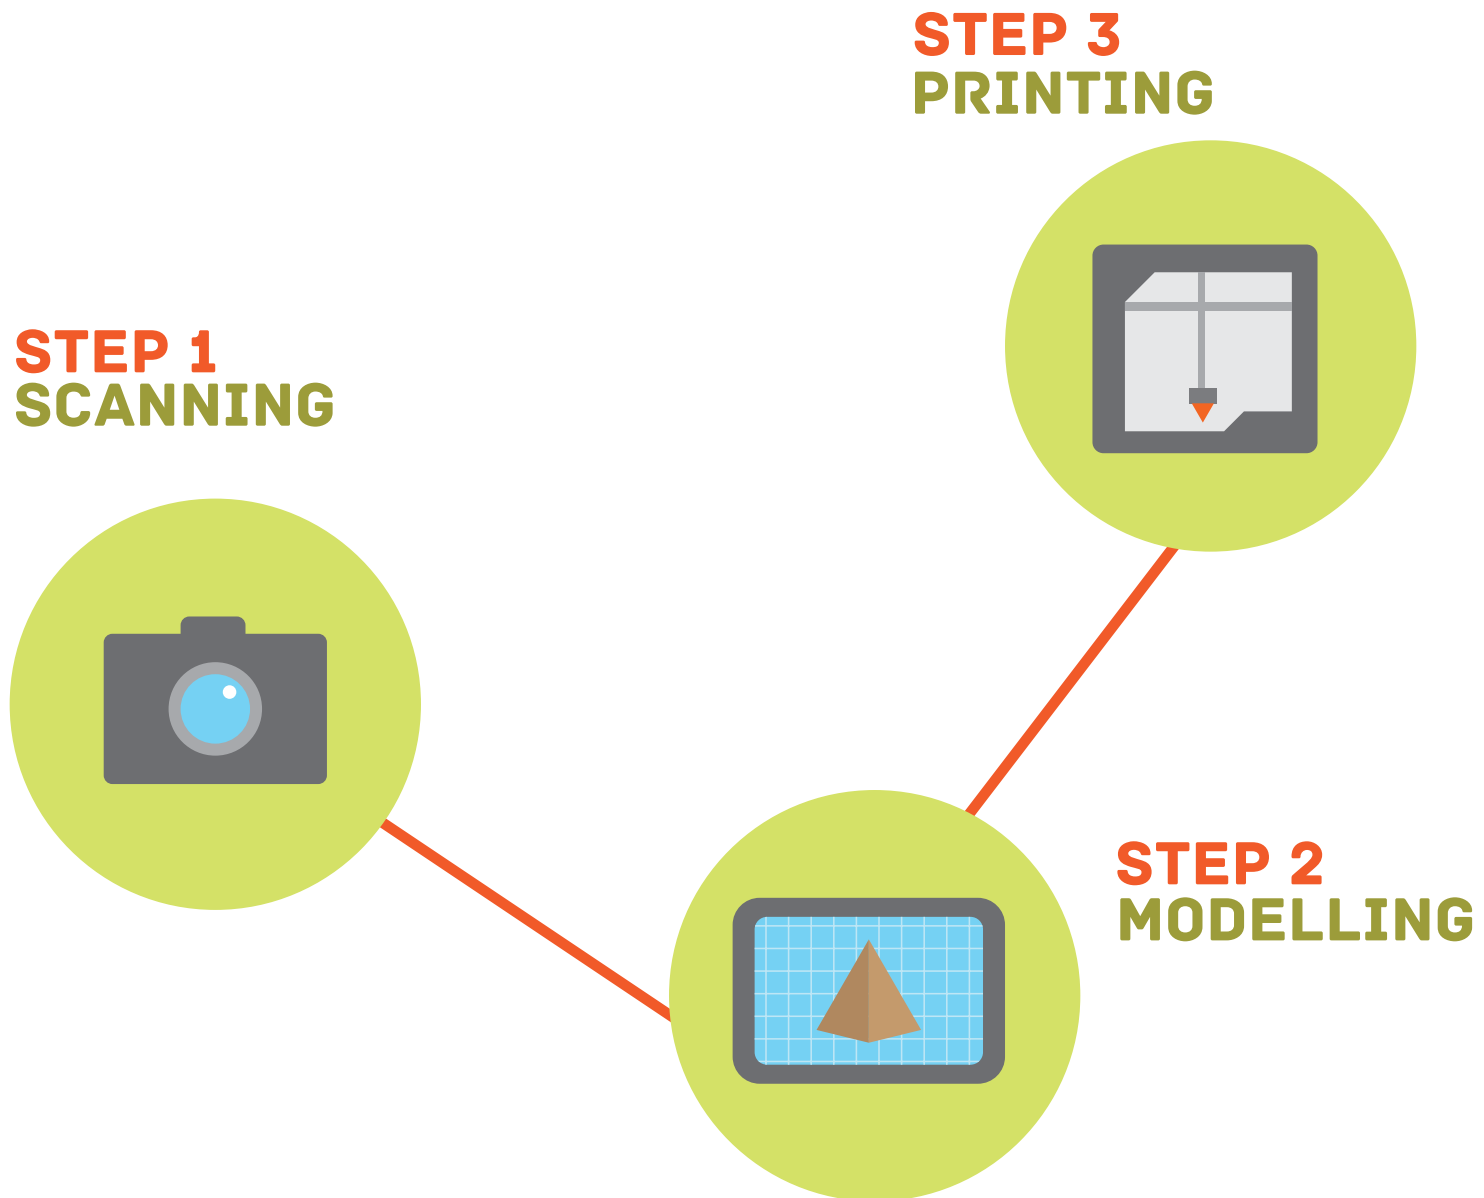 STEP 1
SCANNING
STEP 2
MODELLING
STEP 3
PRINTING